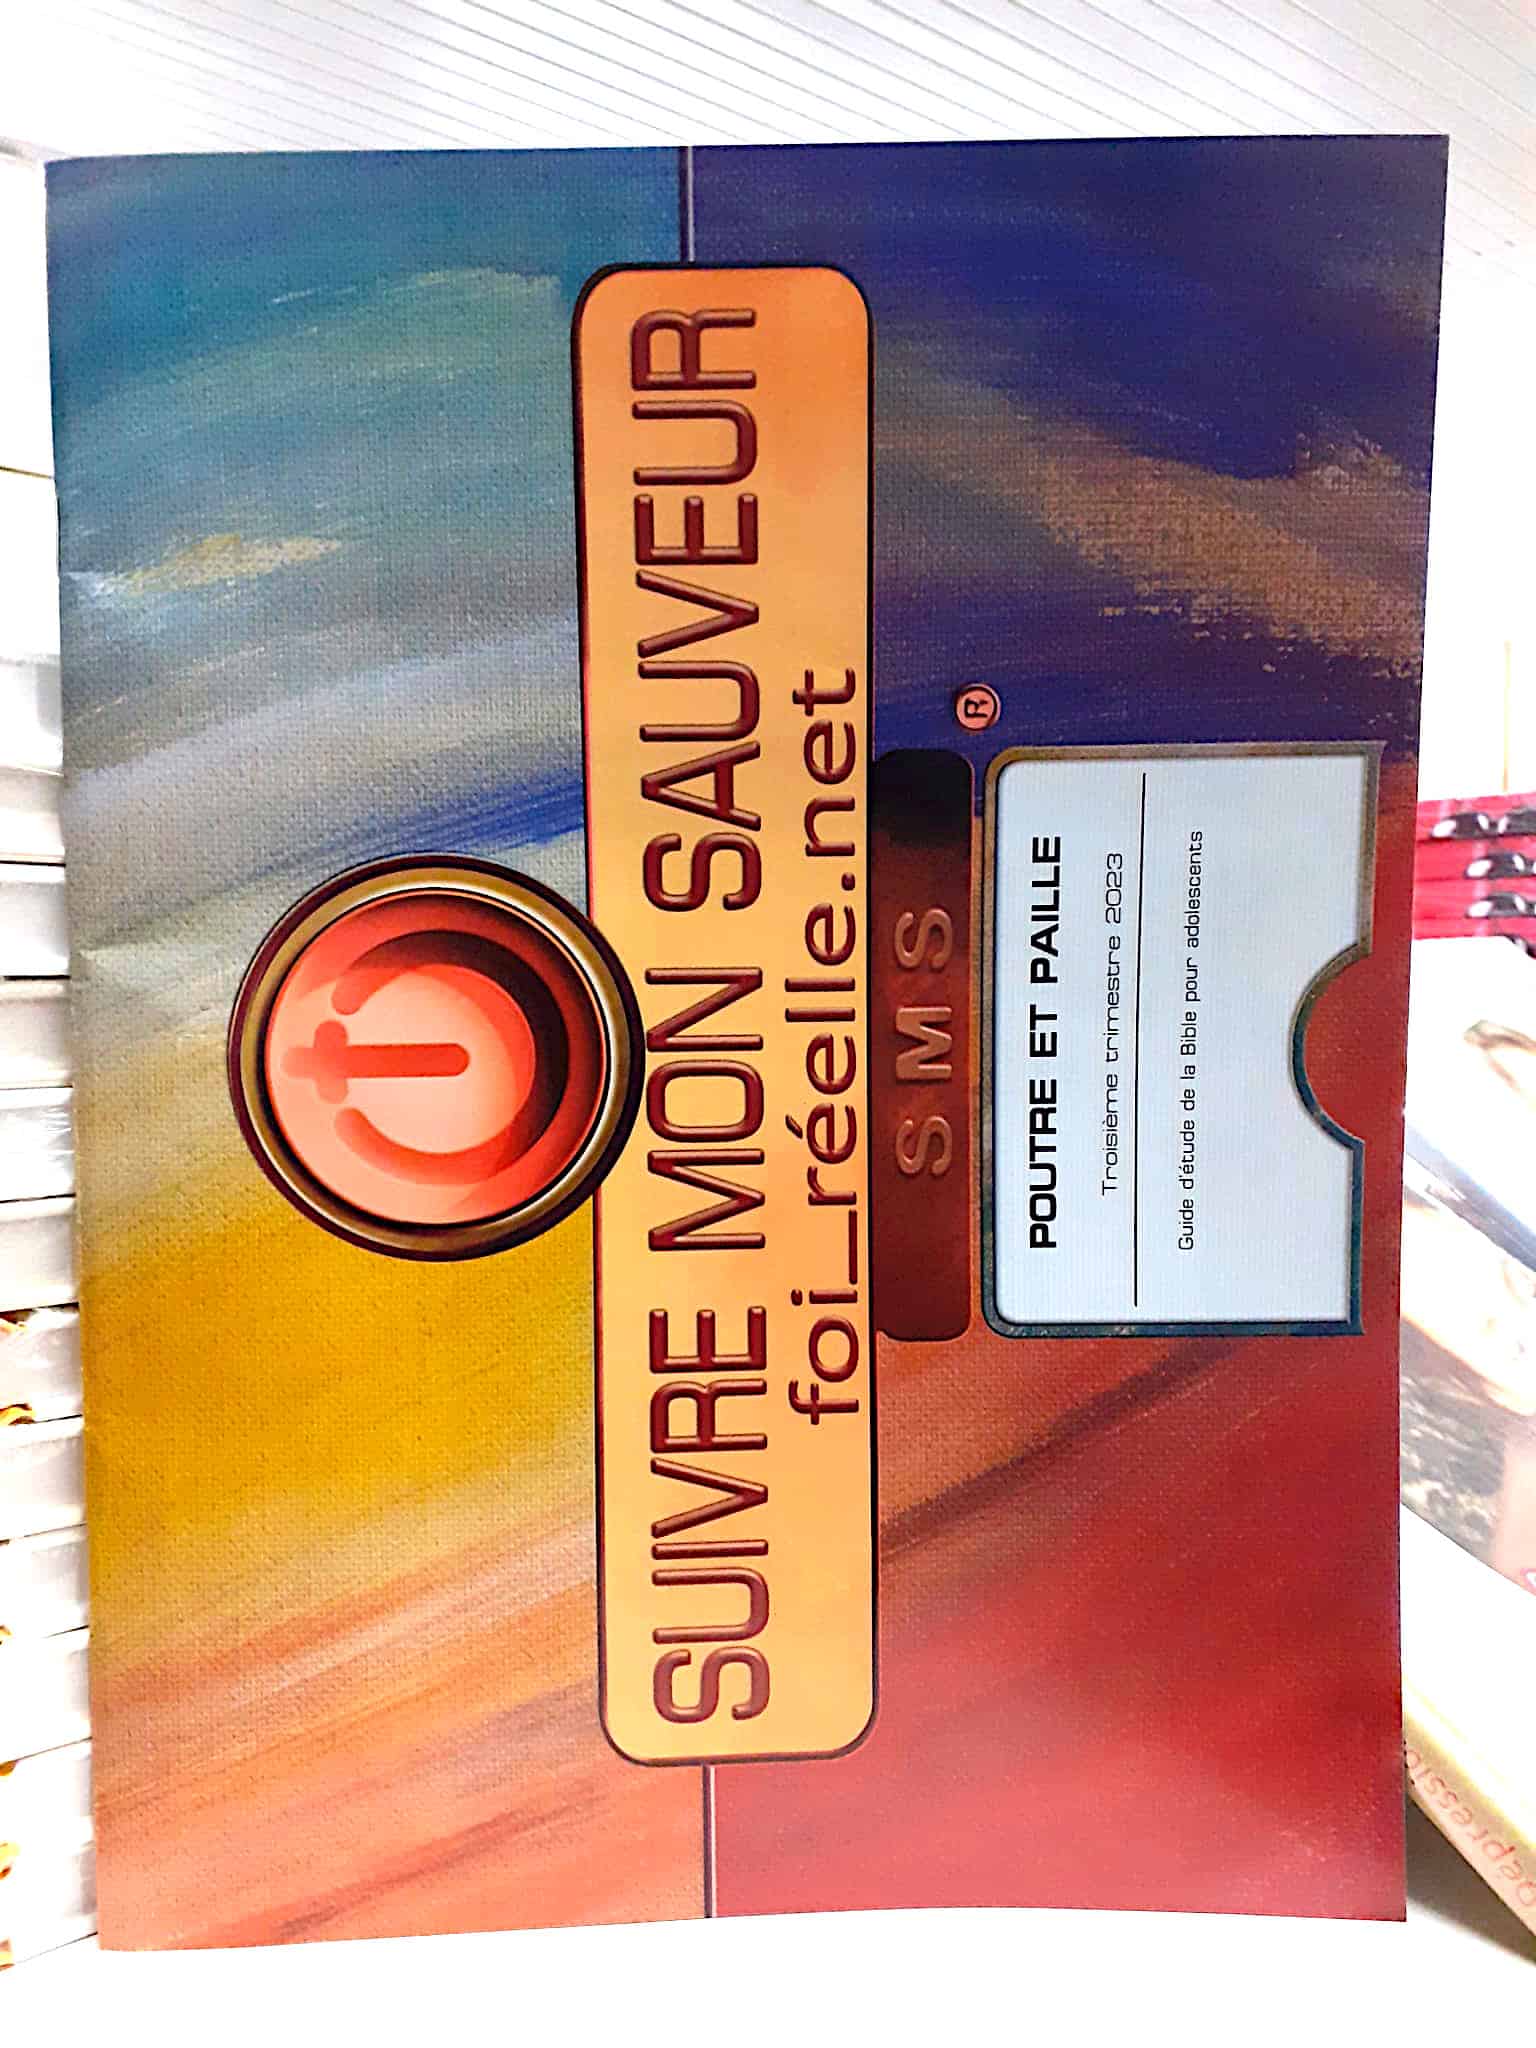 SUIVRE MON SAUVEUR
foi_réelle.net
SMS
®
POUTRE ET PAILLE
Troisième trimestre 2023
Guide d'étude de la Bible pour adolescents